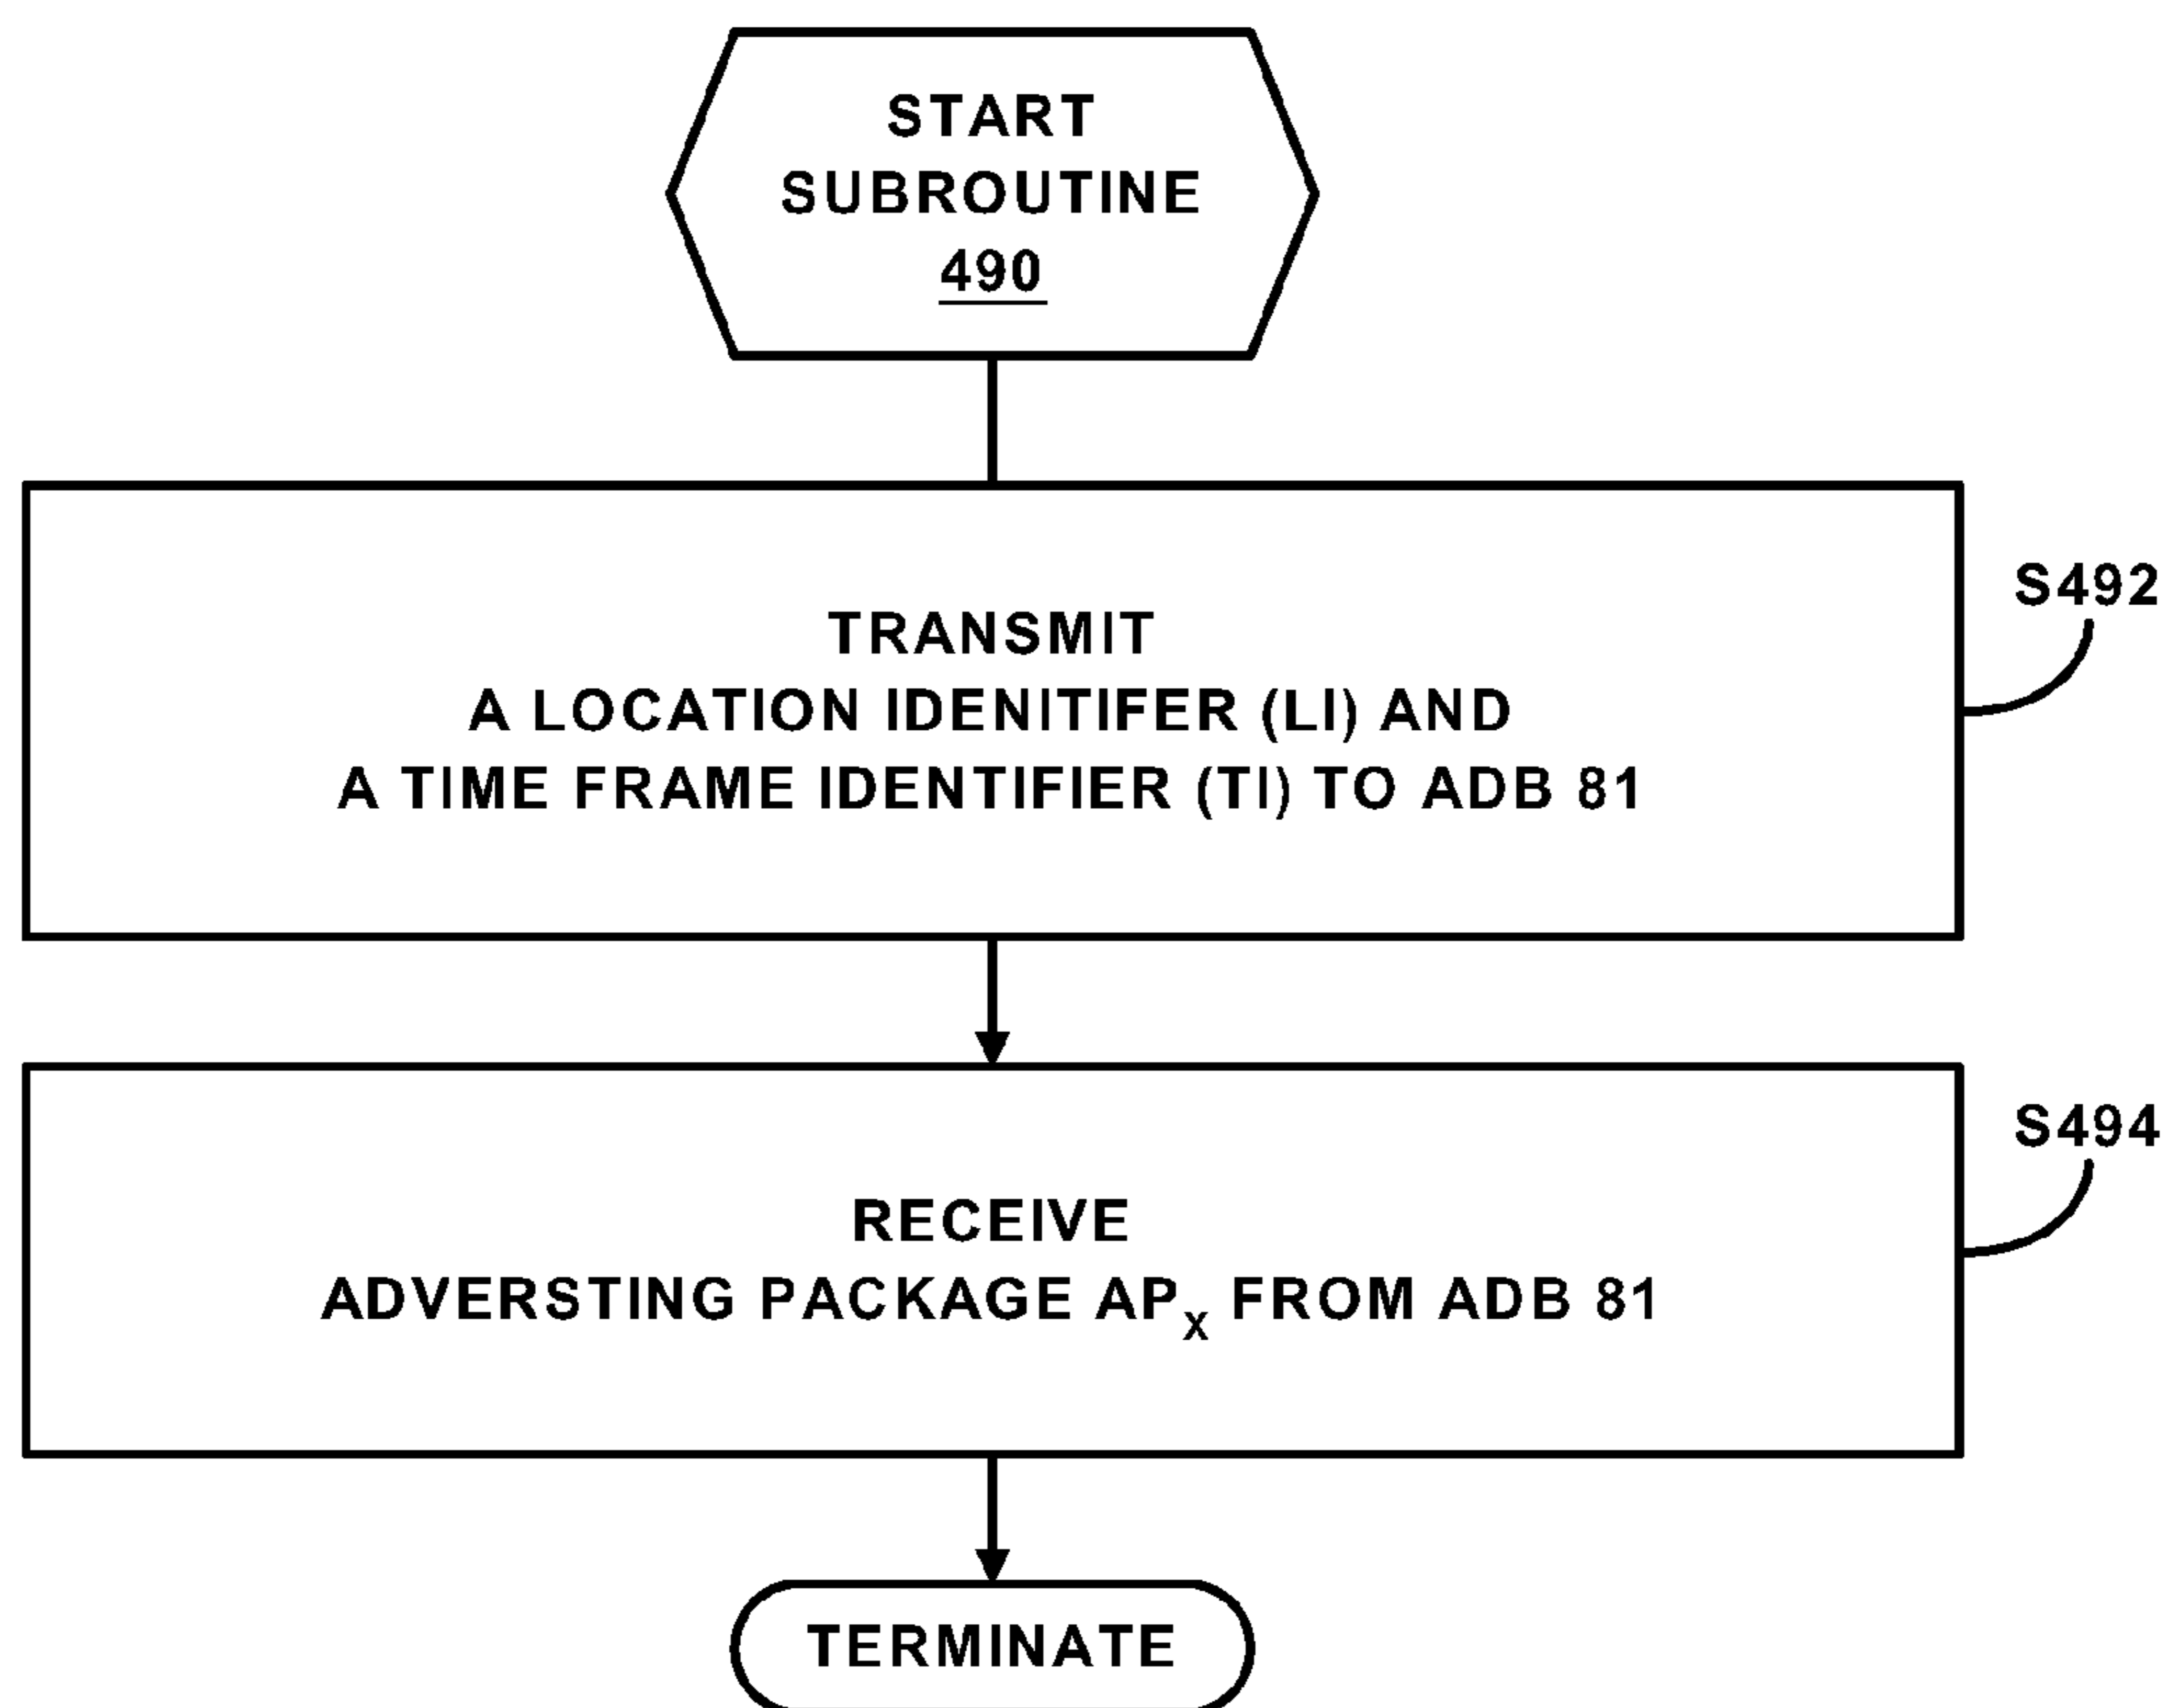 START
SUBROUTINE
490
S492
TRANSMIT
A LOCATION IDENITIFER (LI) AND
A TIME FRAME IDENTIFIER (TI) TO ADB 81
S494
RECEIVE
ADVERSTING PACKAGE APX FROM ADB 81
TERMINATE